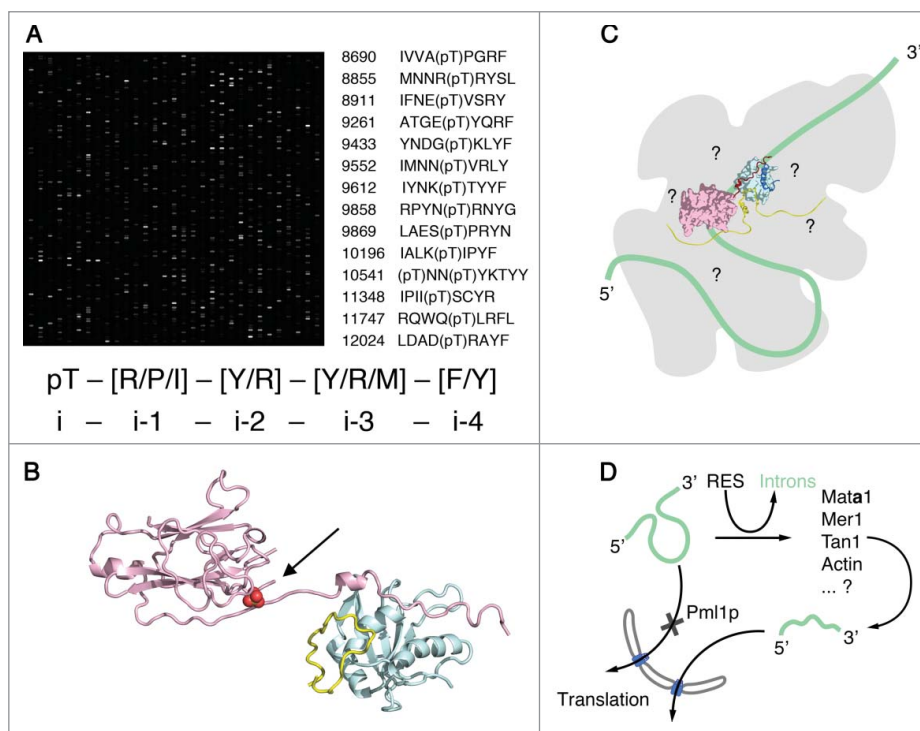 A
8690 IVVA(pT)PGRF
8855 MNNR(pT)RYSL
8911 IFNE(pT)VSRY
9261 ATGE(pT)YQRF
9433 YNDG(pT)KLYF
9552 IMNN(pT)VRLY
9612 IYNK(pT)TYYF
9858 RPYN(pT)RNYG
9869 LAES(pT)PRYN
10196 IALK(pT)IPYF
10541 (pT)NN(pT)YKTYY
11348 IPII(pT)SCYR
11747 RQWQ(pT)LRFL
12024 LDAD(pT)RAYF
pT – [R/P/I] – [Y/R] – [Y/R/M] – [F/Y]
i – i-1 – i-2 – i-3 – i-4
B
C
3’
?
?
?
?
?
5’
D
3’
5’
RES
Introns
Mata1
Mer1
Tan1
Actin
... ?
Pml1p
5’
3’
Translation